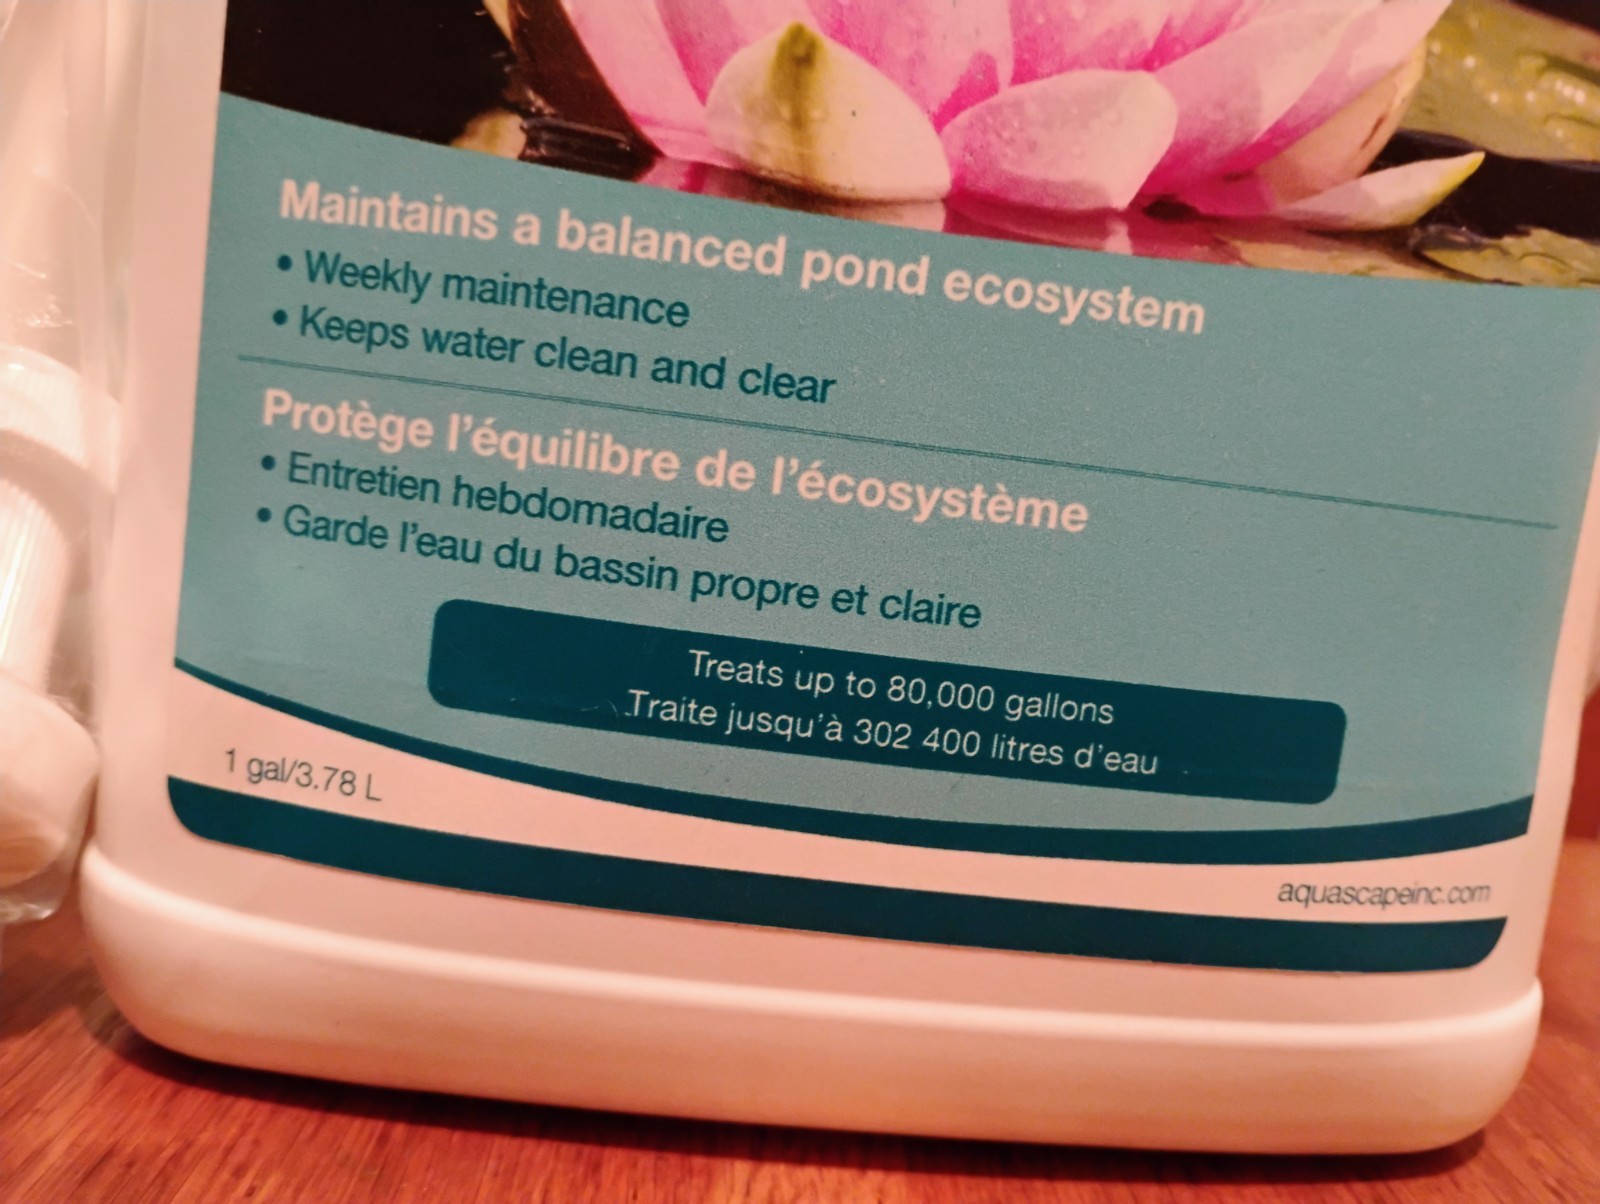 Maintains a balanced pond ecosystem
• Weekly maintenance
• Keeps water clean and clear
Protège l'équilibre de l'écosystème
• Entretien hebdomadaire
• Garde l'eau du bassin propre et claire
Treats up to 80,000 gallons
Traite jusqu'à 302 400 litres d'eau
1 gal/3.78 L
aquascapeinc.com